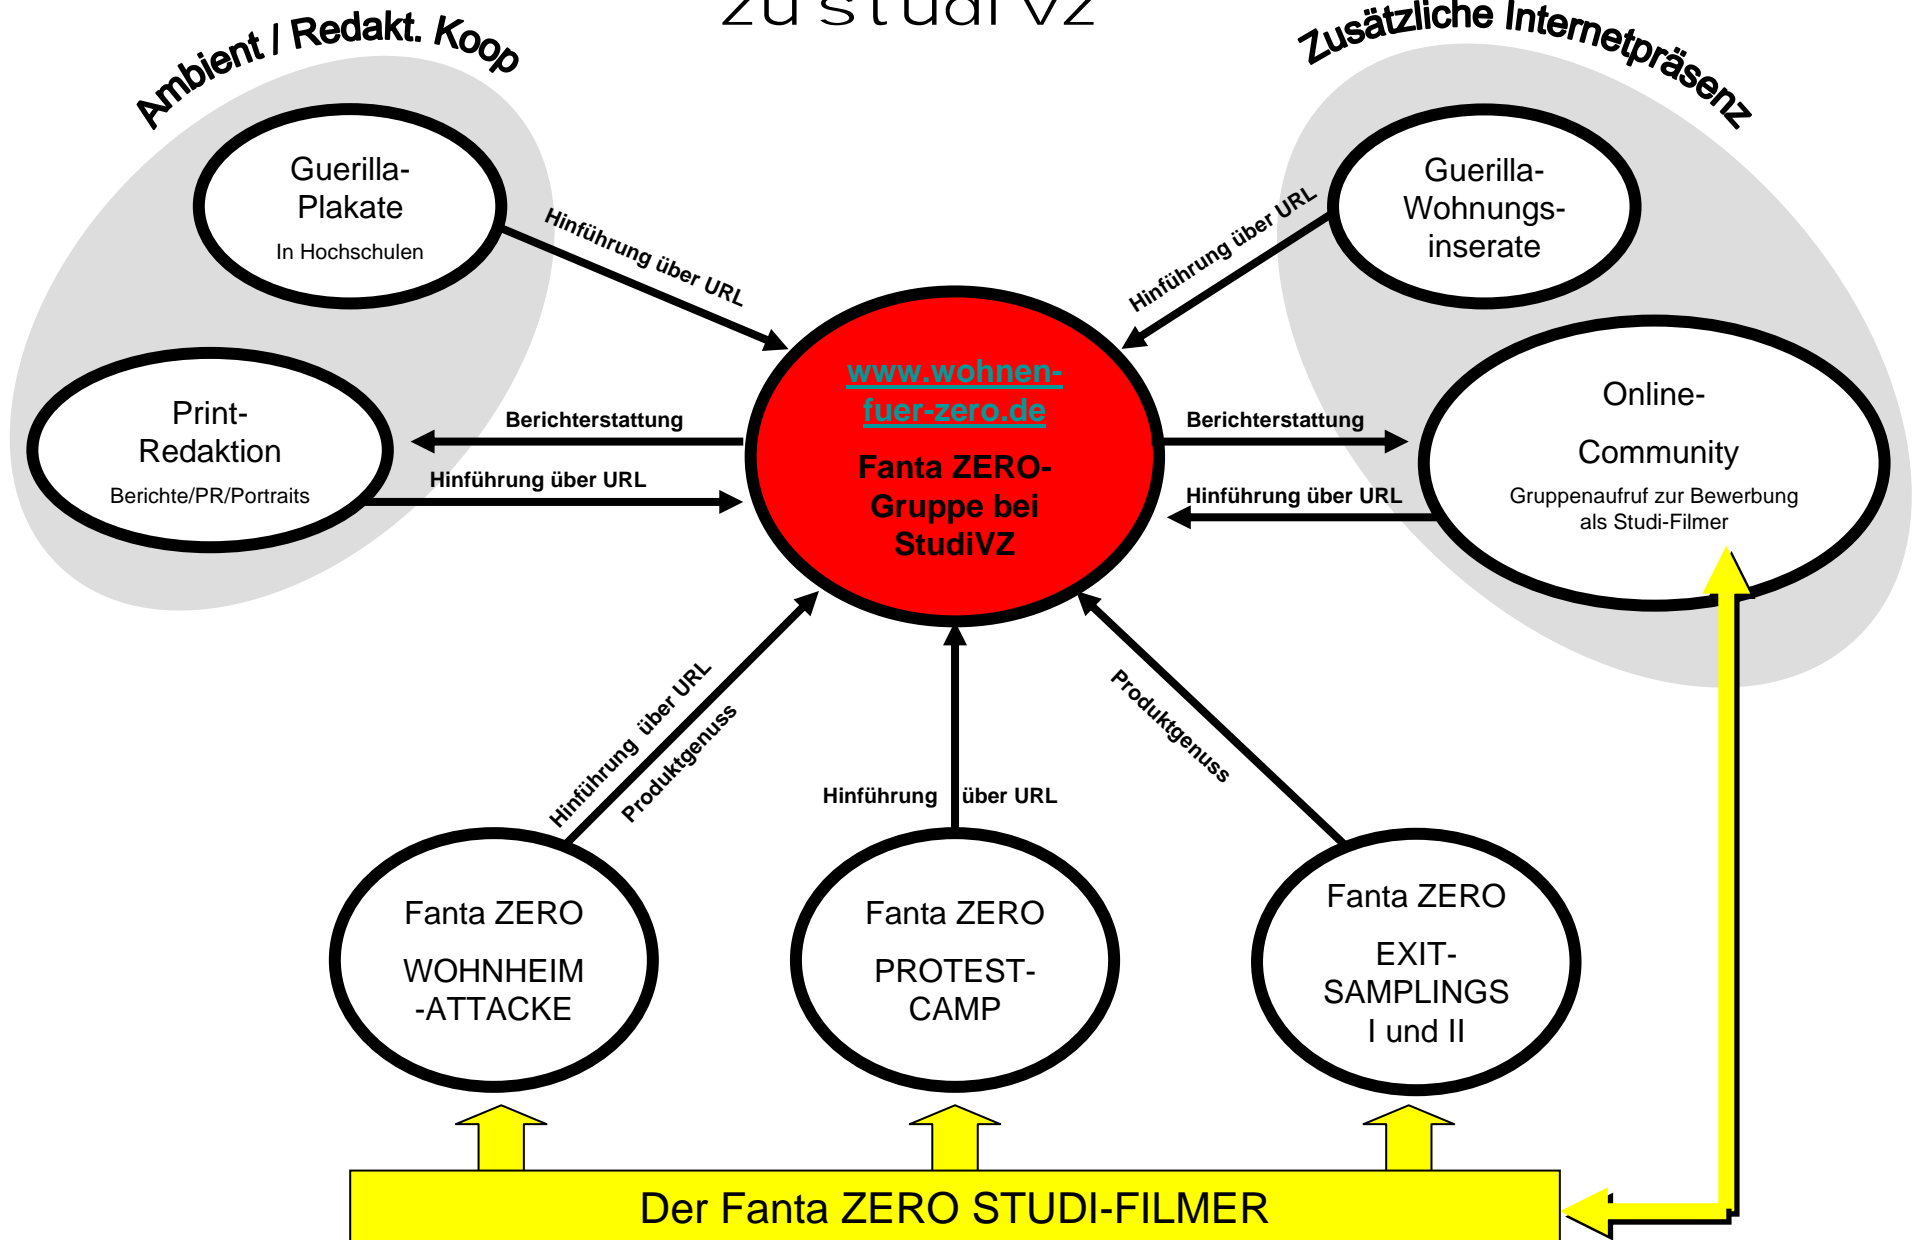 zu studi vz
Ambient / Redakt. Koop
Zusätzliche Internetpräsenz
Guerilla-
Plakate
In Hochschulen
Hinführung über URL
Guerilla-
Wohnungs-
inserate
Hinführung über URL
Print-
Redaktion
Berichte/PR/Portraits
Berichterstattung
Hinführung über URL
www.wohnen-
fuer-zero.de
Fanta ZERO-
Gruppe bei
StudiVZ
Berichterstattung
Hinführung über URL
Online-
Community
Gruppenaufruf zur Bewerbung
als Studi-Filmer
Hinführung über URL
Produktgenuss
Hinführung über URL
Produktgenuss
Fanta ZERO
WOHNHEIM
-ATTACKE
Fanta ZERO
PROTEST-
CAMP
Fanta ZERO
EXIT-
SAMPLINGS
I und II
Der Fanta ZERO STUDI-FILMER